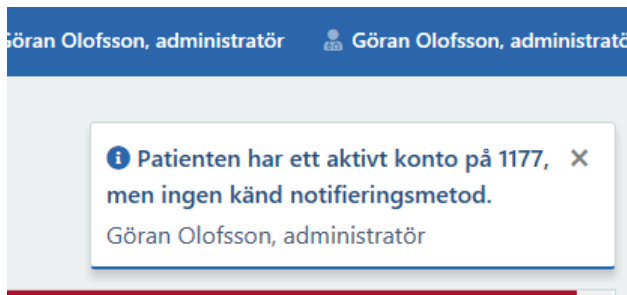 Göran Olofsson, administratör Göran Olofsson, administratö
Patienten har ett aktivt konto på 1177,
men ingen känd notifieringsmetod.
Göran Olofsson, administratör